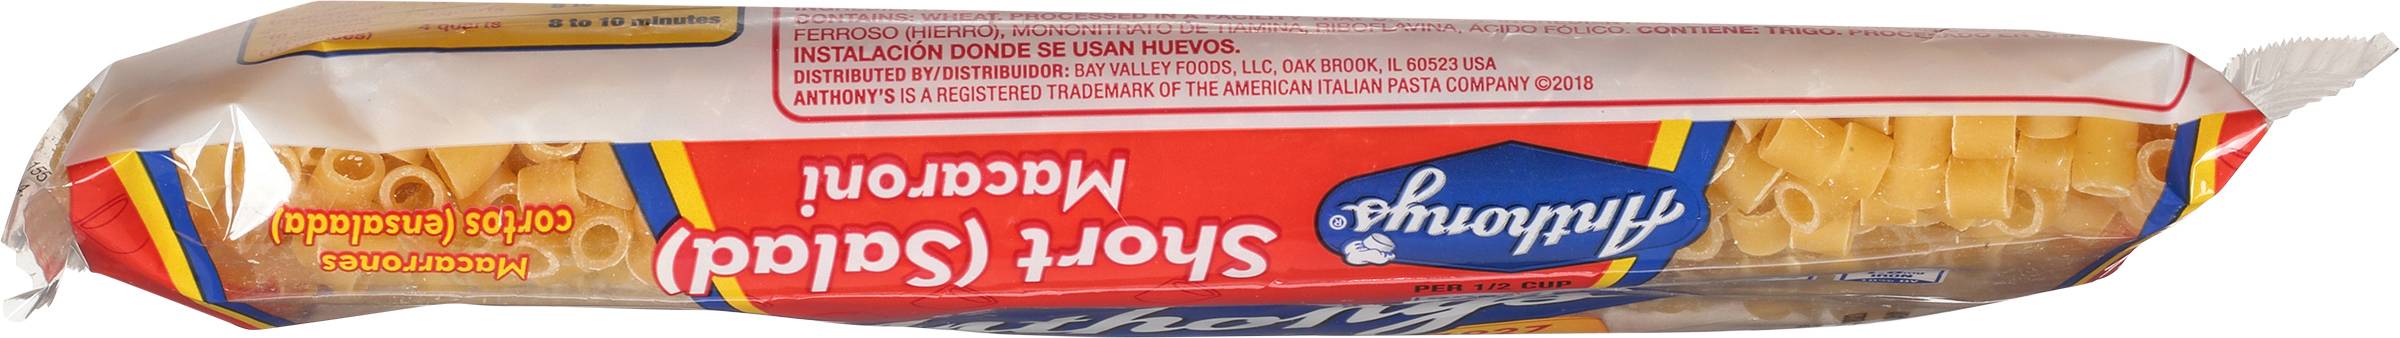 4 quarts
8 to 10 minutes
CONTAINS: WHEAT. PROCESSED IN A FACILITY
FERROSO (HIERRO), MONONITRATO DE TIAMINA, RIBOFLAVINA, ÁCIDO FÓLICO. CONTIENE: TRIGO.
INSTALACIÓN DONDE SE USAN HUEVOS.
DISTRIBUTED BY/DISTRIBUIDOR: BAY VALLEY FOODS, LLC, OAK BROOK, IL 60523 USA
ANTHONY'S IS A REGISTERED TRADEMARK OF THE AMERICAN ITALIAN PASTA COMPANY ©2018
Anthony's®
Short (Salad)
Macaroni
Macarrones
cortos (ensalada)
PER 1/2 CUP
IRON